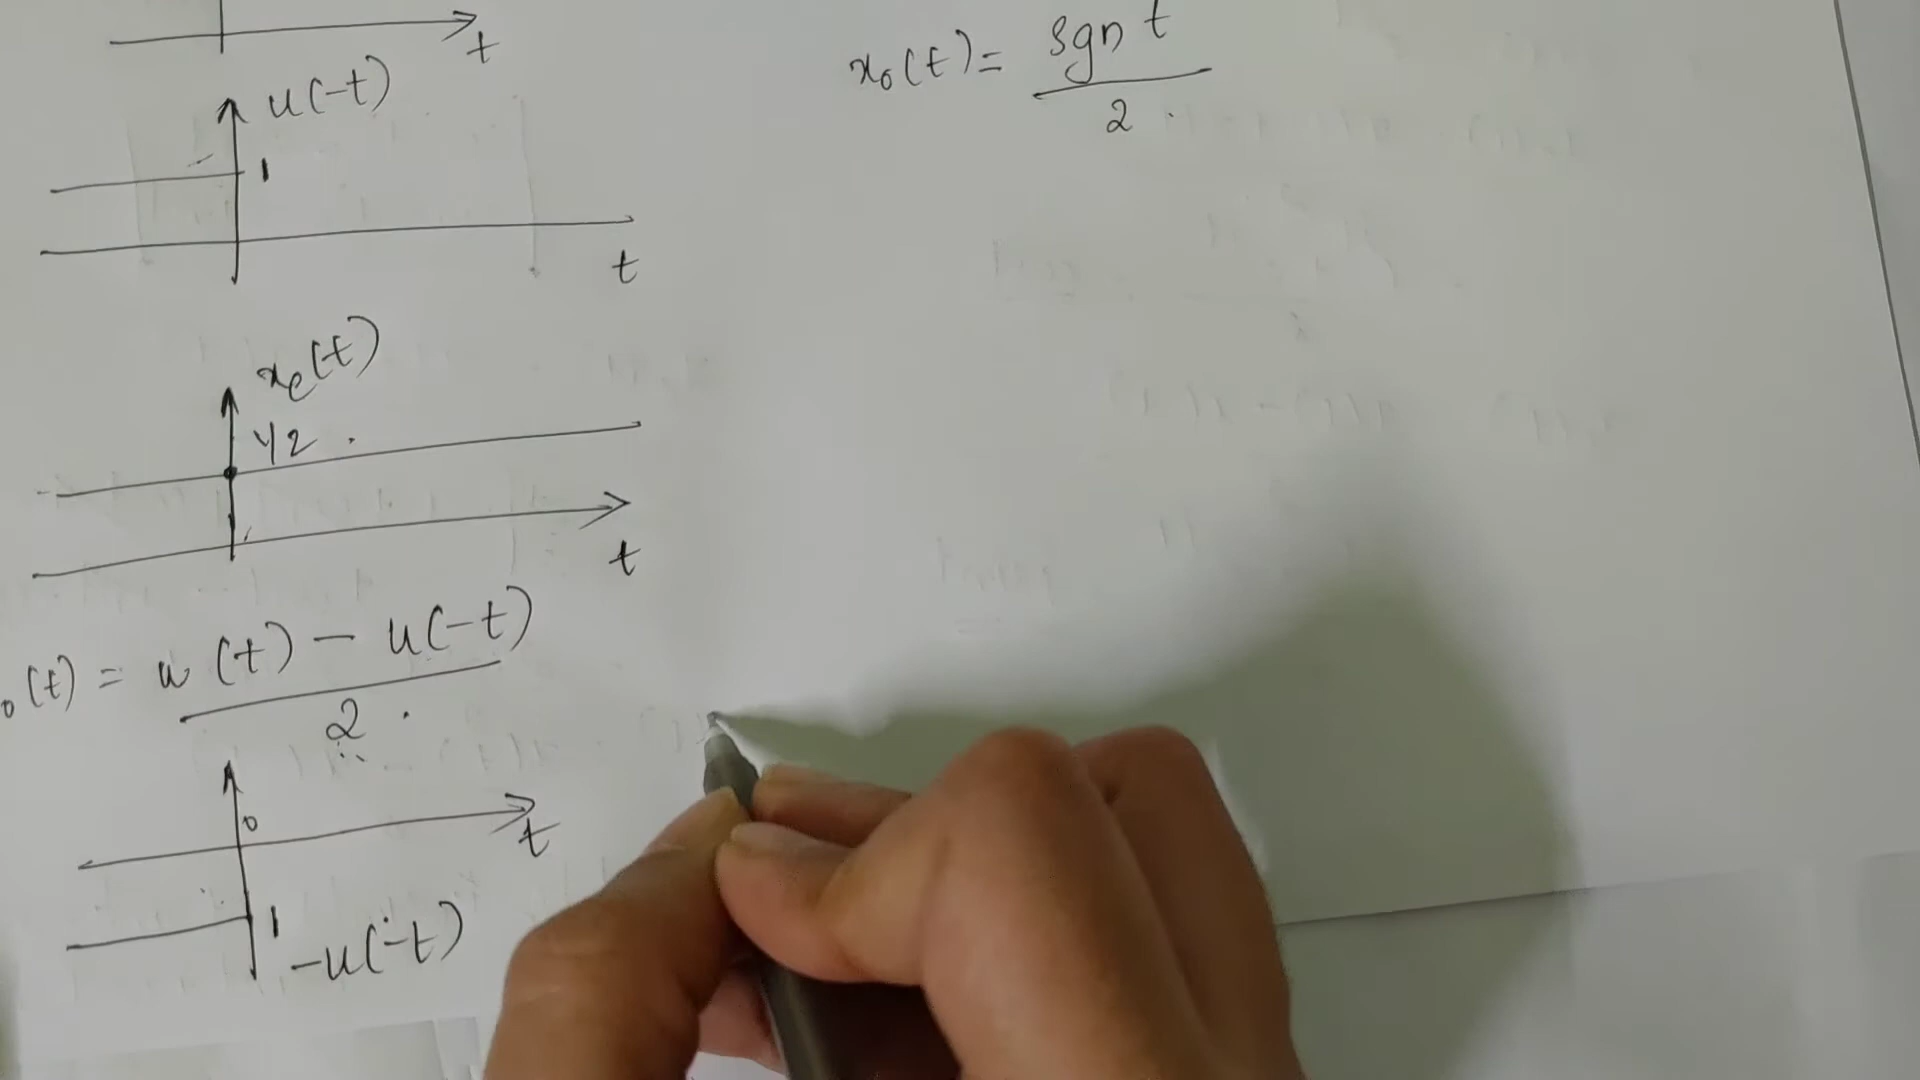 t
u(-t)
1
t
xe(t)
1/2
t
o(t) = u(t) - u(-t)
2
0
t
1
-u(-t)
xo(t) = sgn t
2